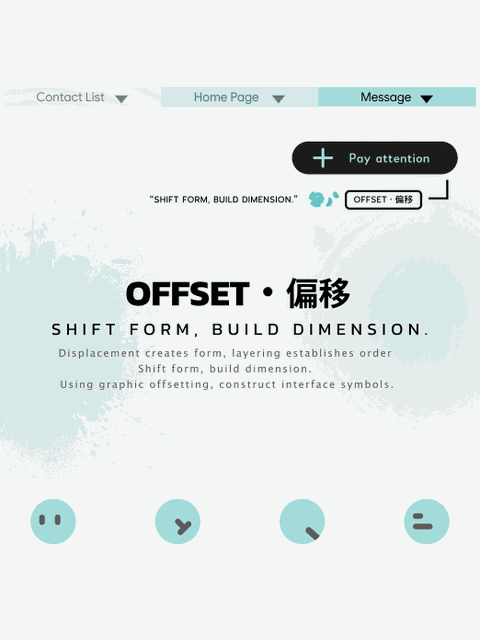 Contact List
Home Page
Message
Pay attention
“SHIFT FORM, BUILD DIMENSION.”
OFFSET · 偏移
OFFSET · 偏移
SHIFT FORM, BUILD DIMENSION.
Displacement creates form, layering establishes order
Shift form, build dimension.
Using graphic offsetting, construct interface symbols.